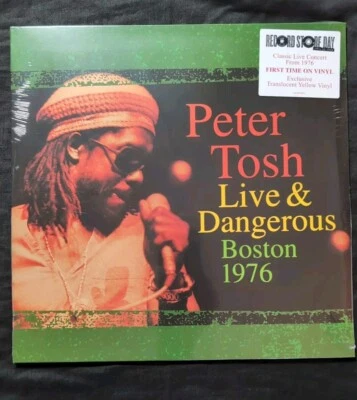 RECORD STORE DAY
Classic Live Concert
From 1976
FIRST TIME ON VINYL
Exclusive
Translucent Yellow Vinyl
Peter
Tosh
Live &
Dangerous
Boston
1976